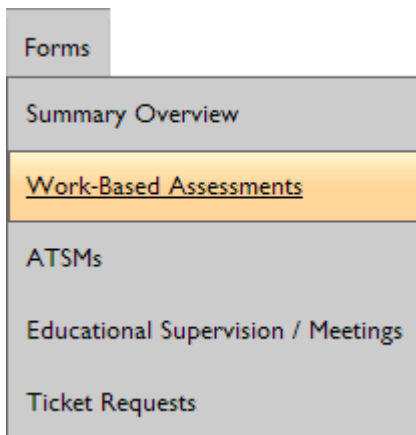 Forms
Summary Overview
Work-Based Assessments
ATSMs
Educational Supervision / Meetings
Ticket Requests